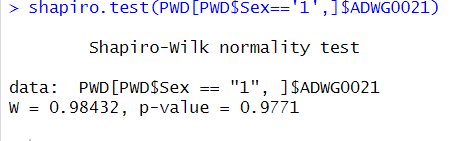 > shapiro.test(PWD[PWD$Sex=='1',]$ADWG0021)
Shapiro-Wilk normality test
data:  PWD[PWD$Sex == "1", ]$ADWG0021
W = 0.98432, p-value = 0.9771